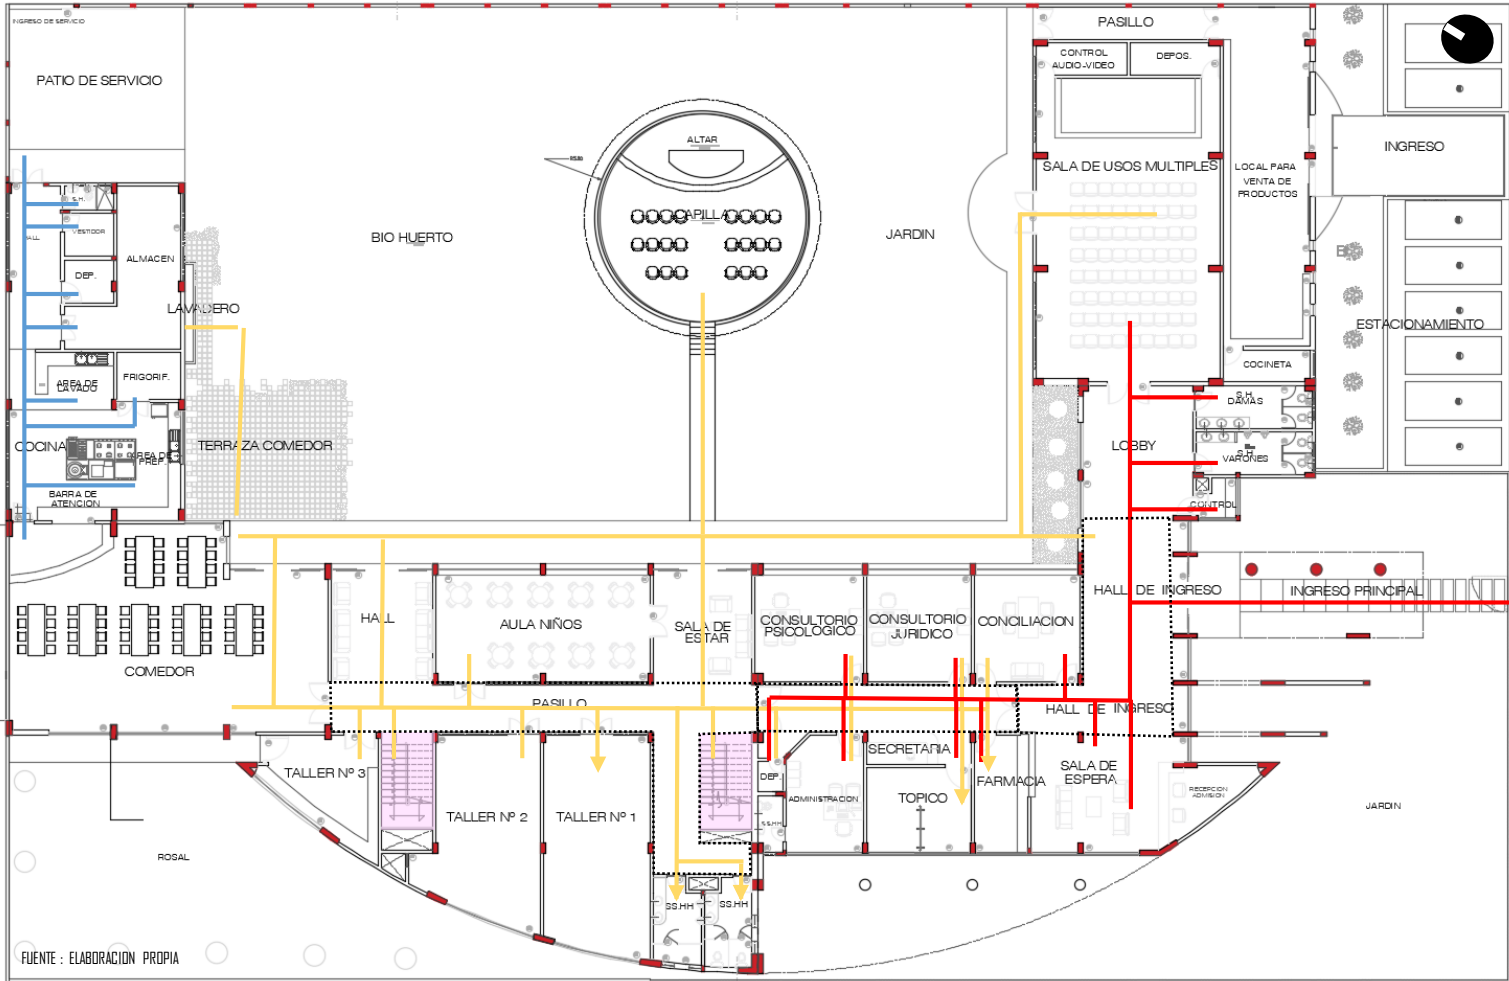 INGRESO DE SERVICIO
PASILLO
PATIO DE SERVICIO
CONTROL
AUDIO-VIDEO
DEPOS.
ALTAR
INGRESO
SALA DE USOS MULTIPLES
LOCAL PARA
VENTA DE
PRODUCTOS
S.H.
CAPILLA
VESTIDOR
BIO HUERTO
JARDIN
ALMACEN
DEP.
LAVADERO
ESTACIONAMIENTO
COCINETA
FRIGORIF.
AREA DE
LAVADO
S.H.
DAMAS
COCINA
TERRAZA COMEDOR
LOBBY
AREA DE
PREP.
S.H.
VARONES
BARRA DE
ATENCION
CONTROL
HALL DE INGRESO
INGRESO PRINCIPAL
HALL
AULA NIÑOS
SALA DE
ESTAR
CONSULTORIO
PSICOLOGICO
CONSULTORIO
JURIDICO
CONCILIACION
COMEDOR
PASILLO
HALL DE INGRESO
SECRETARIA
TALLER Nº 3
DEP.
SALA DE
ESPERA
FARMACIA
ADMINISTRACION
TOPICO
RECEPCION
ADMISION
JARDIN
TALLER Nº 2
TALLER Nº 1
SS.HH
ROSAL
SS.HH
SS.HH
FUENTE : ELABORACION PROPIA